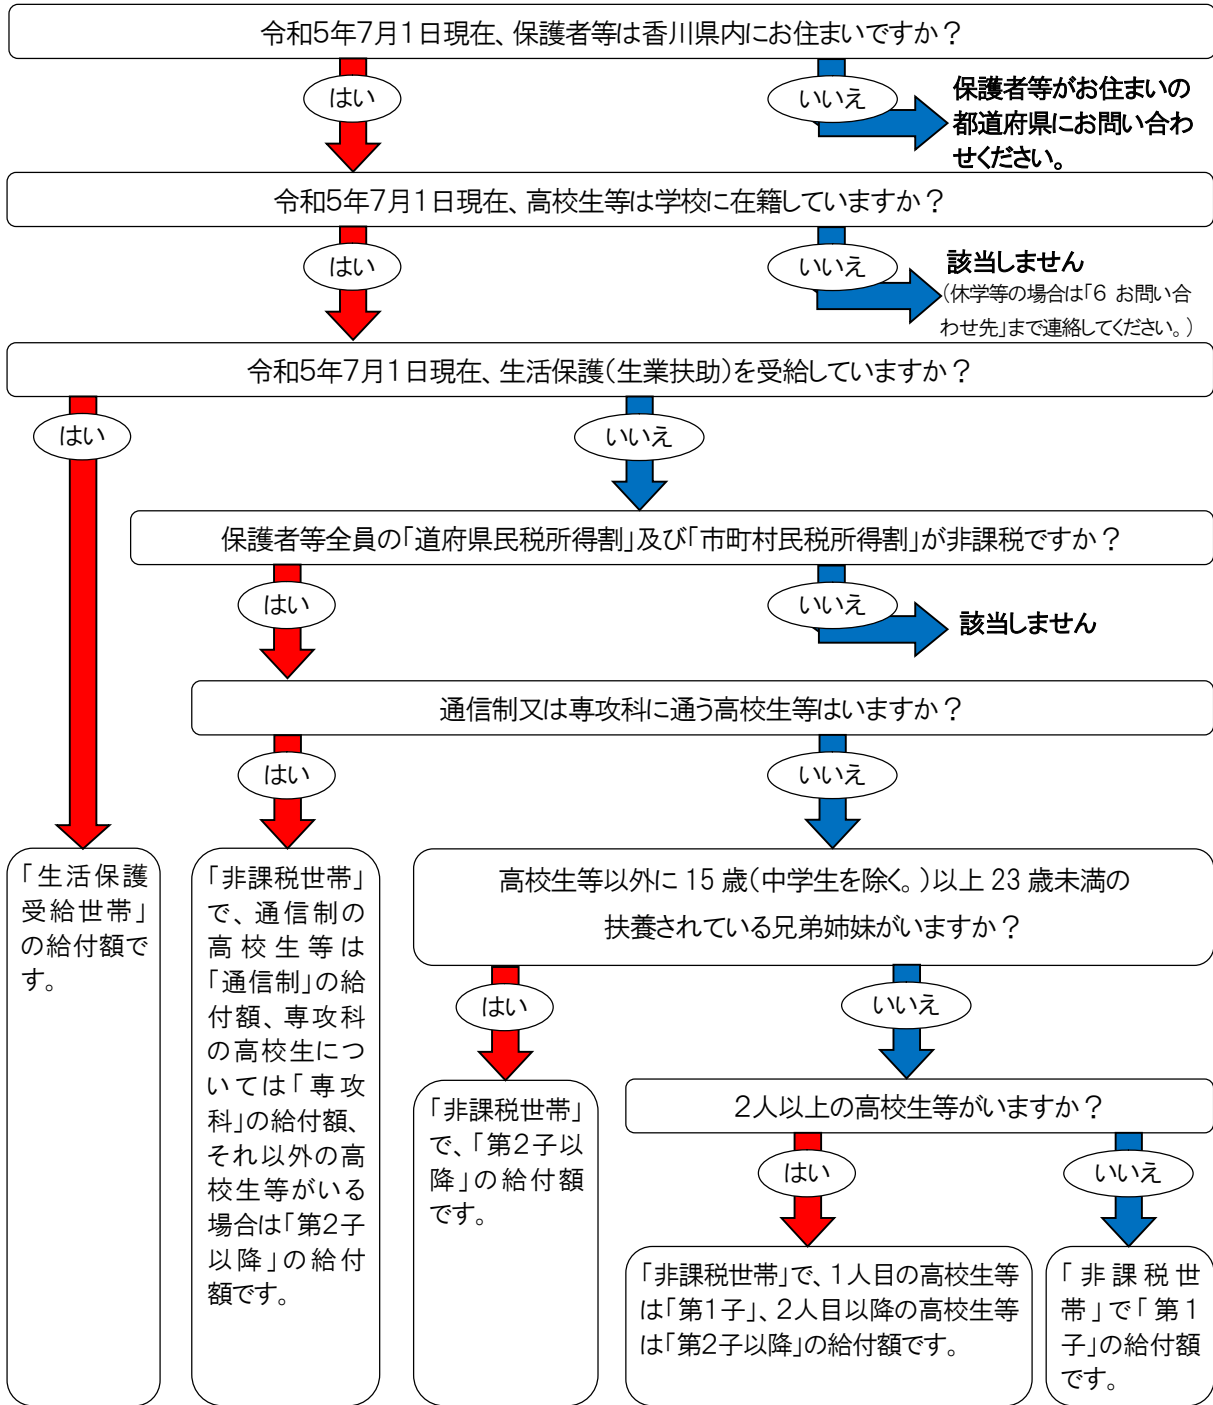 令和5年7月1日現在、保護者等は香川県内にお住まいですか？
はい
いいえ
保護者等がお住まいの
都道府県にお問い合わ
せください。
令和5年7月1日現在、高校生等は学校に在籍していますか？
はい
いいえ
該当しません
（休学等の場合は「6 お問い合
わせ先」まで連絡してください。）
令和5年7月1日現在、生活保護（生業扶助）を受給していますか？
はい
いいえ
保護者等全員の「道府県民税所得割」及び「市町村民税所得割」が非課税ですか？
はい
いいえ
該当しません
通信制又は専攻科に通う高校生等はいますか？
はい
いいえ
「生活保護
受給世帯」
の給付額で
す。
「非課税世帯」
で、通信制の
高校生等は
「通信制」の給
付額、専攻科
の高校生につ
いては「専攻
科」の給付額、
それ以外の高
校生等がいる
場合は「第2子
以降」の給付
額です。
高校生等以外に 15 歳（中学生を除く。）以上 23 歳未満の
扶養されている兄弟姉妹がいますか？
はい
いいえ
「非課税世帯」
で、「第2子以
降」の給付額
です。
2人以上の高校生等がいますか？
はい
いいえ
「非課税世帯」で、1人目の高校生等
は「第1子」、2人目以降の高校生等
は「第2子以降」の給付額です。
「非課税世
帯」で「第1
子」の給付額
です。